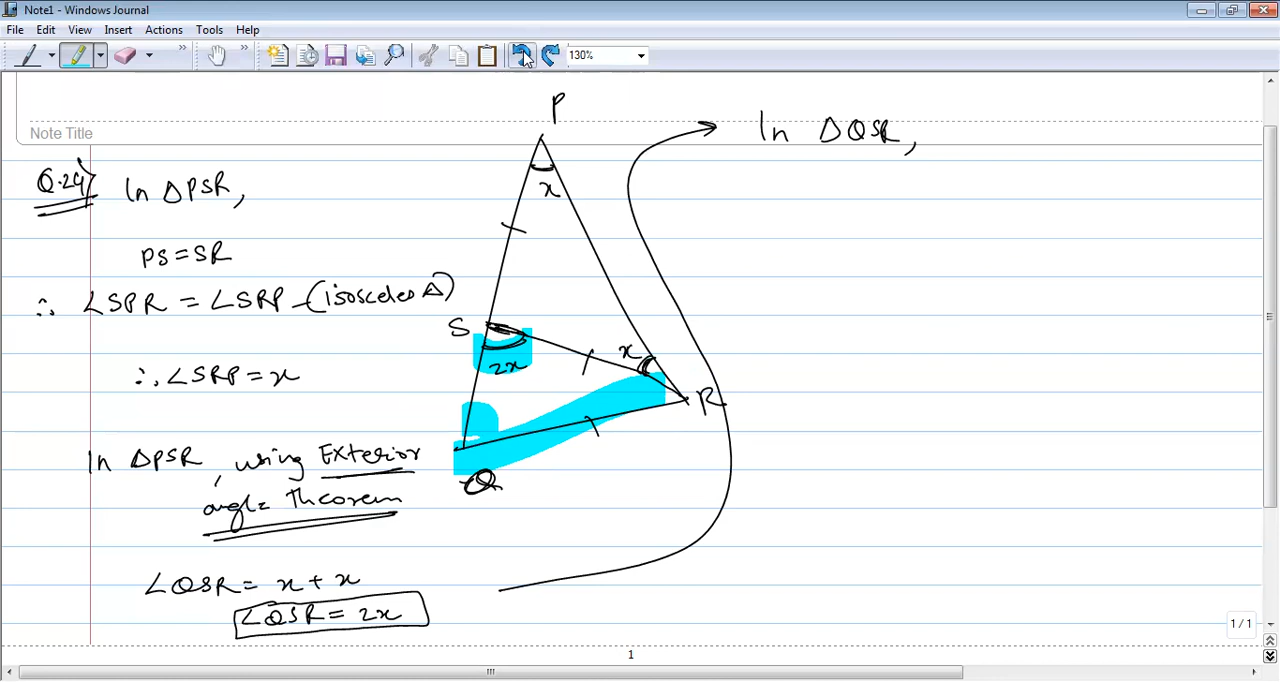 Note1 - Windows Journal
File Edit View Insert Actions Tools Help
130%
Note Title
Q.24) In ΔPSR,
PS = SR
∴ ∠SPR = ∠SRP - (isosceles Δ)
∴ ∠SRP = x
In ΔPSR, using Exterior
angle Theorem
∠QSR = x + x
∠QSR = 2x
P
x
S
2x
x
R
Q
In ΔQSR,
1 / 1
1